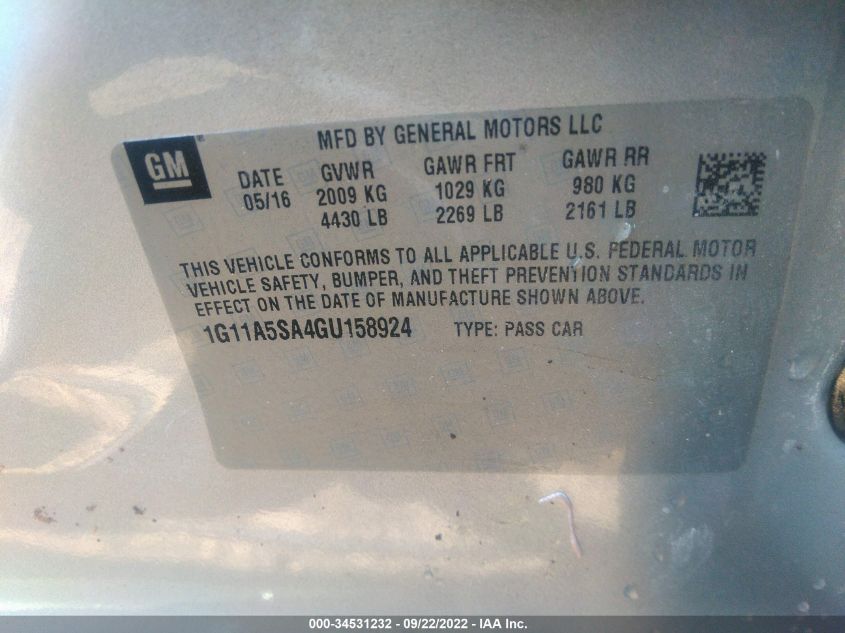 GM
MFD BY GENERAL MOTORS LLC
DATE GVWR GAWR FRT GAWR RR
05/16 2009 KG 1029 KG 980 KG
4430 LB 2269 LB 2161 LB
THIS VEHICLE CONFORMS TO ALL APPLICABLE U.S. FEDERAL MOTOR
VEHICLE SAFETY, BUMPER, AND THEFT PREVENTION STANDARDS IN
EFFECT ON THE DATE OF MANUFACTURE SHOWN ABOVE.
1G11A5SA4GU158924 TYPE: PASS CAR
000-34531232 - 09/22/2022 - IAA Inc.